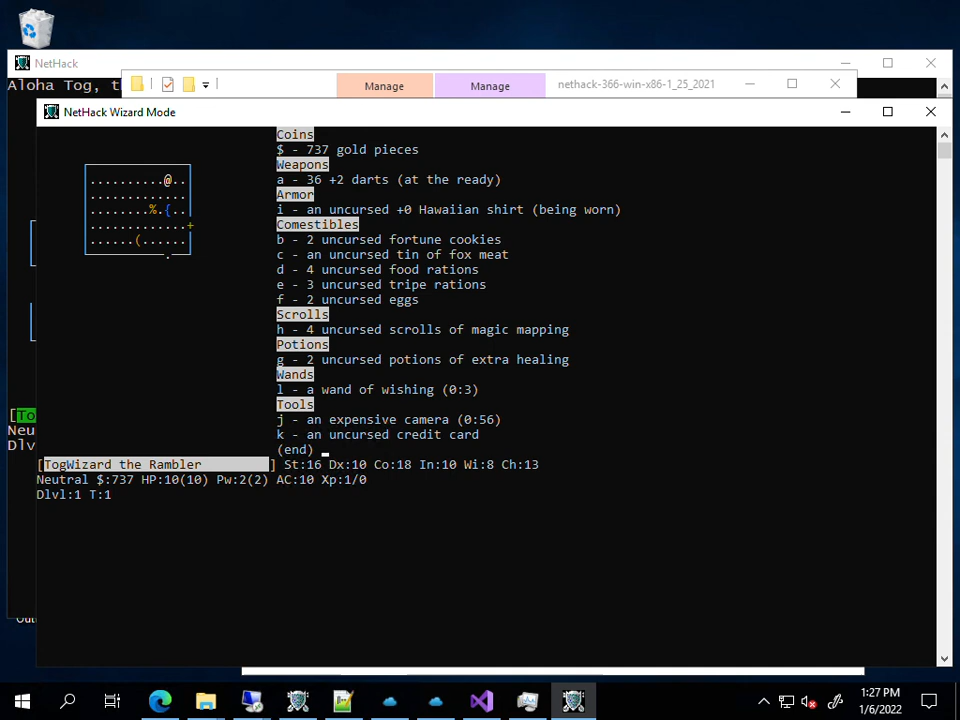 NetHack
Aloha Tog, t
Manage
Manage
nethack-366-win-x86-1_25_2021
NetHack Wizard Mode
Coins
$ - 737 gold pieces
Weapons
a - 36 +2 darts (at the ready)
Armor
i - an uncursed +0 Hawaiian shirt (being worn)
Comestibles
b - 2 uncursed fortune cookies
c - an uncursed tin of fox meat
d - 4 uncursed food rations
e - 3 uncursed tripe rations
f - 2 uncursed eggs
Scrolls
h - 4 uncursed scrolls of magic mapping
Potions
g - 2 uncursed potions of extra healing
Wands
l - a wand of wishing (0:3)
Tools
j - an expensive camera (0:56)
k - an uncursed credit card
(end)
..........@..
.............
........%.{..
.............+
......(......
.
[To
Neu
Dlv
[TogWizard the Rambler ] St:16 Dx:10 Co:18 In:10 Wi:8 Ch:13
Neutral $:737 HP:10(10) Pw:2(2) AC:10 Xp:1/0
Dlvl:1 T:1
1:27 PM
1/6/2022